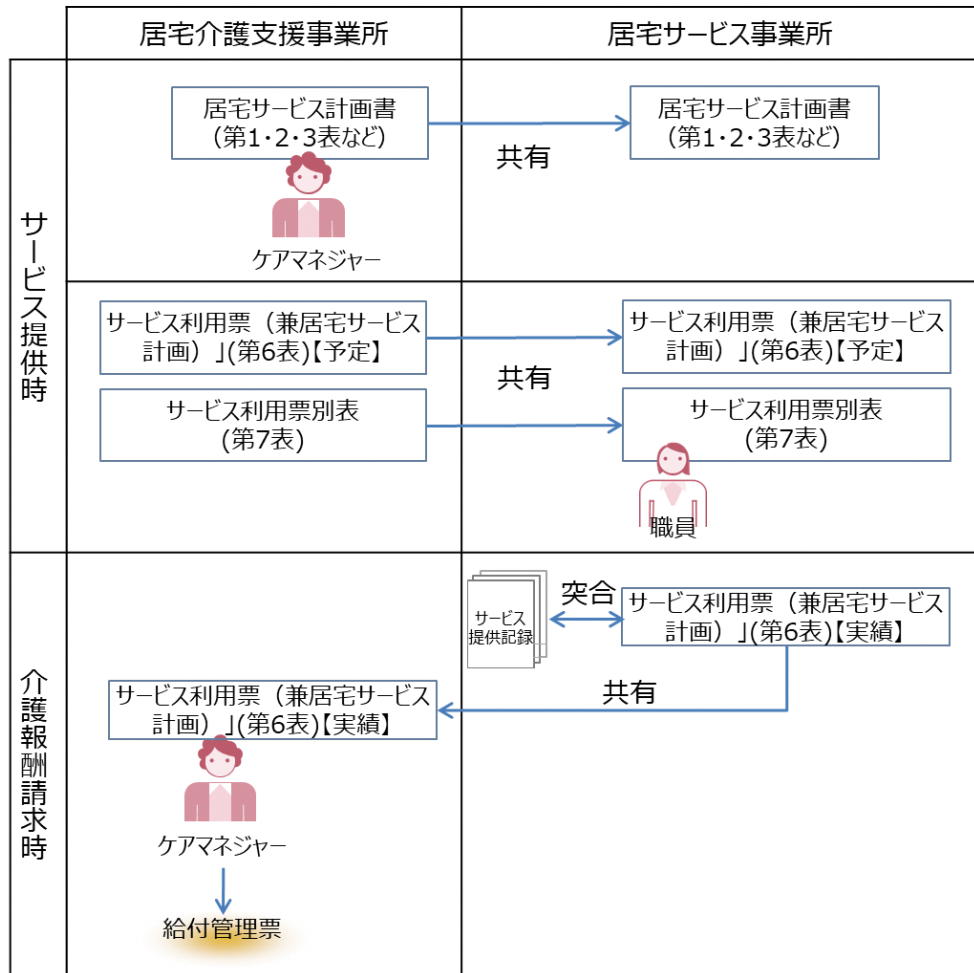 居宅介護支援事業所
居宅サービス事業所
サービス提供時
居宅サービス計画書
(第1・2・3表など)
共有
居宅サービス計画書
(第1・2・3表など)
ケアマネジャー
サービス利用票（兼居宅サービス
計画）」(第6表)【予定】
共有
サービス利用票（兼居宅サービス
計画）」(第6表)【予定】
サービス利用票別表
(第7表)
サービス利用票別表
(第7表)
職員
介護報酬請求時
サービス
提供記録
突合
サービス利用票（兼居宅サービス
計画）」(第6表)【実績】
共有
サービス利用票（兼居宅サービス
計画）」(第6表)【実績】
ケアマネジャー
給付管理票